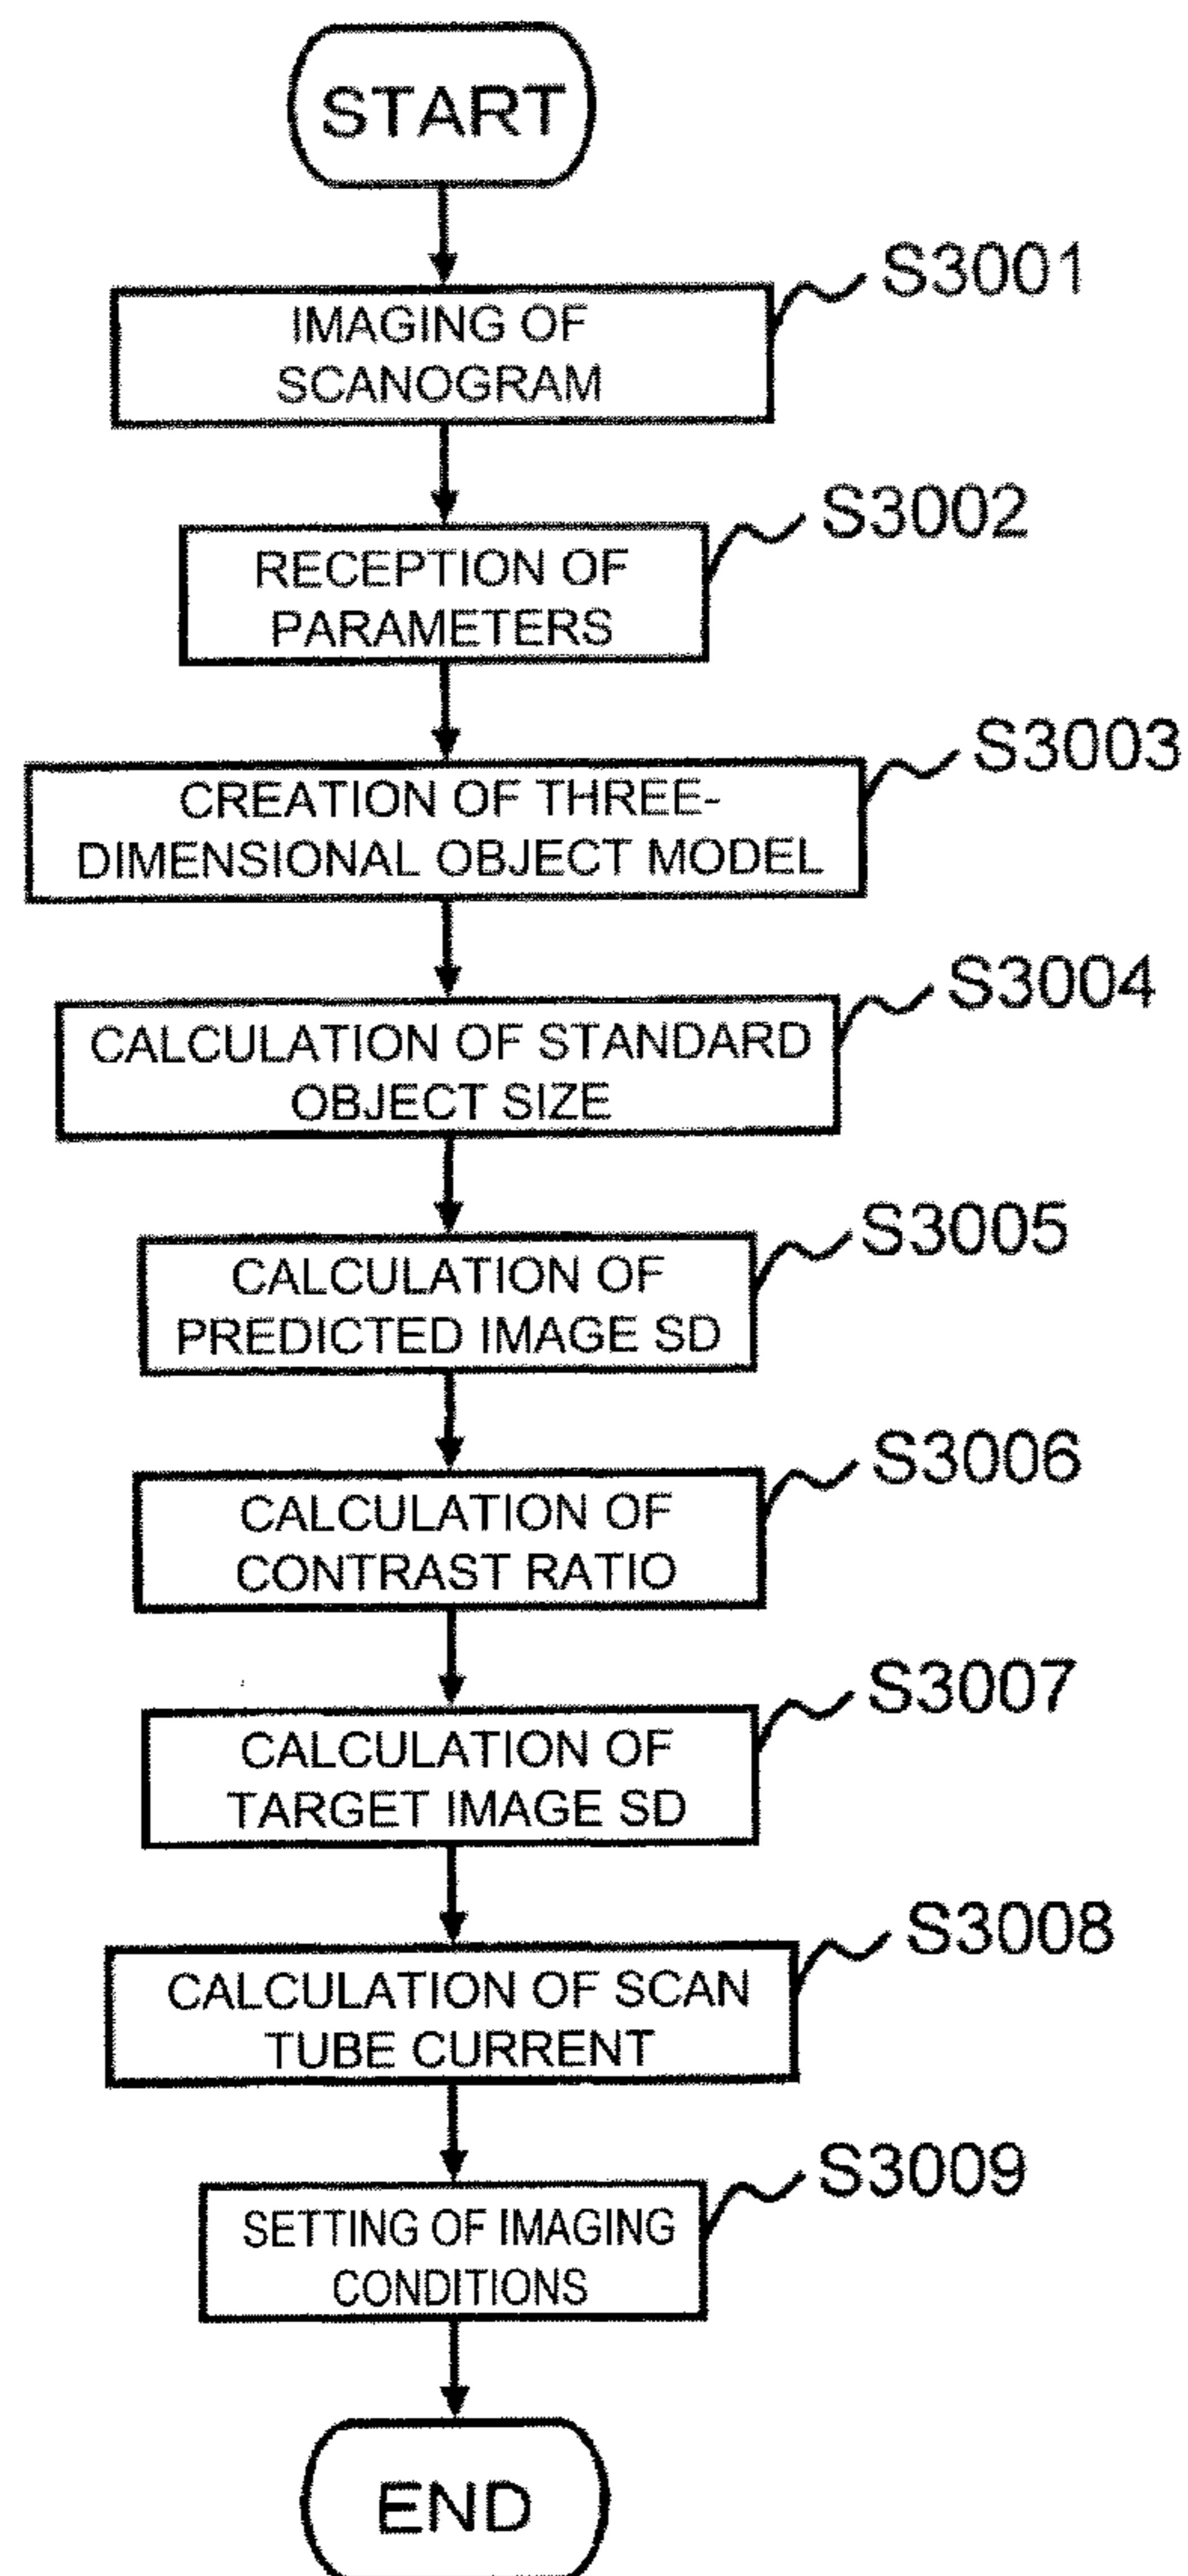 START
S3001
IMAGING OF
SCANOGRAM
S3002
RECEPTION OF
PARAMETERS
S3003
CREATION OF THREE-
DIMENSIONAL OBJECT MODEL
S3004
CALCULATION OF STANDARD
OBJECT SIZE
S3005
CALCULATION OF
PREDICTED IMAGE SD
S3006
CALCULATION OF
CONTRAST RATIO
S3007
CALCULATION OF
TARGET IMAGE SD
S3008
CALCULATION OF SCAN
TUBE CURRENT
S3009
SETTING OF IMAGING
CONDITIONS
END